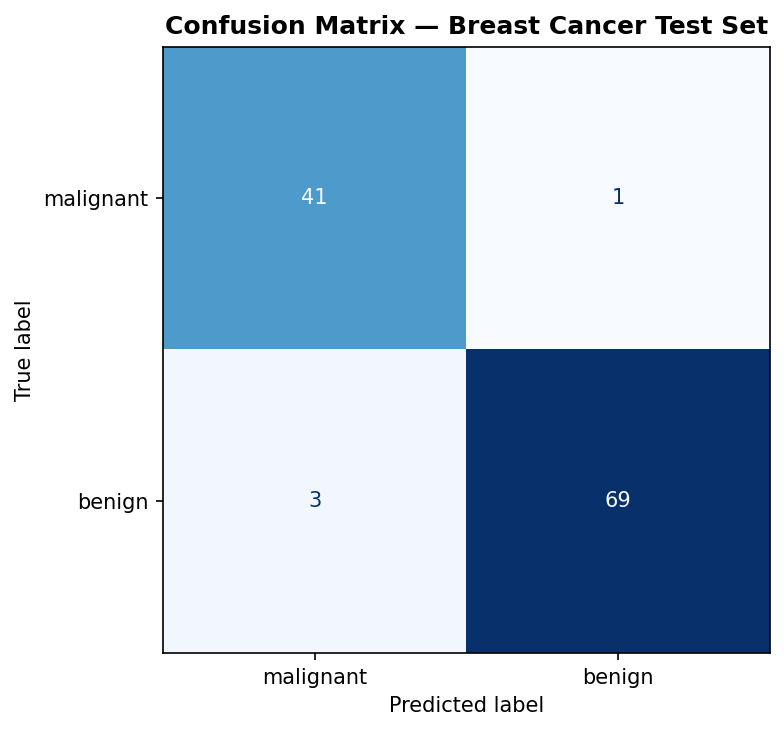 Confusion Matrix — Breast Cancer Test Set
True label
malignant
41
1
benign
3
69
malignant
benign
Predicted label